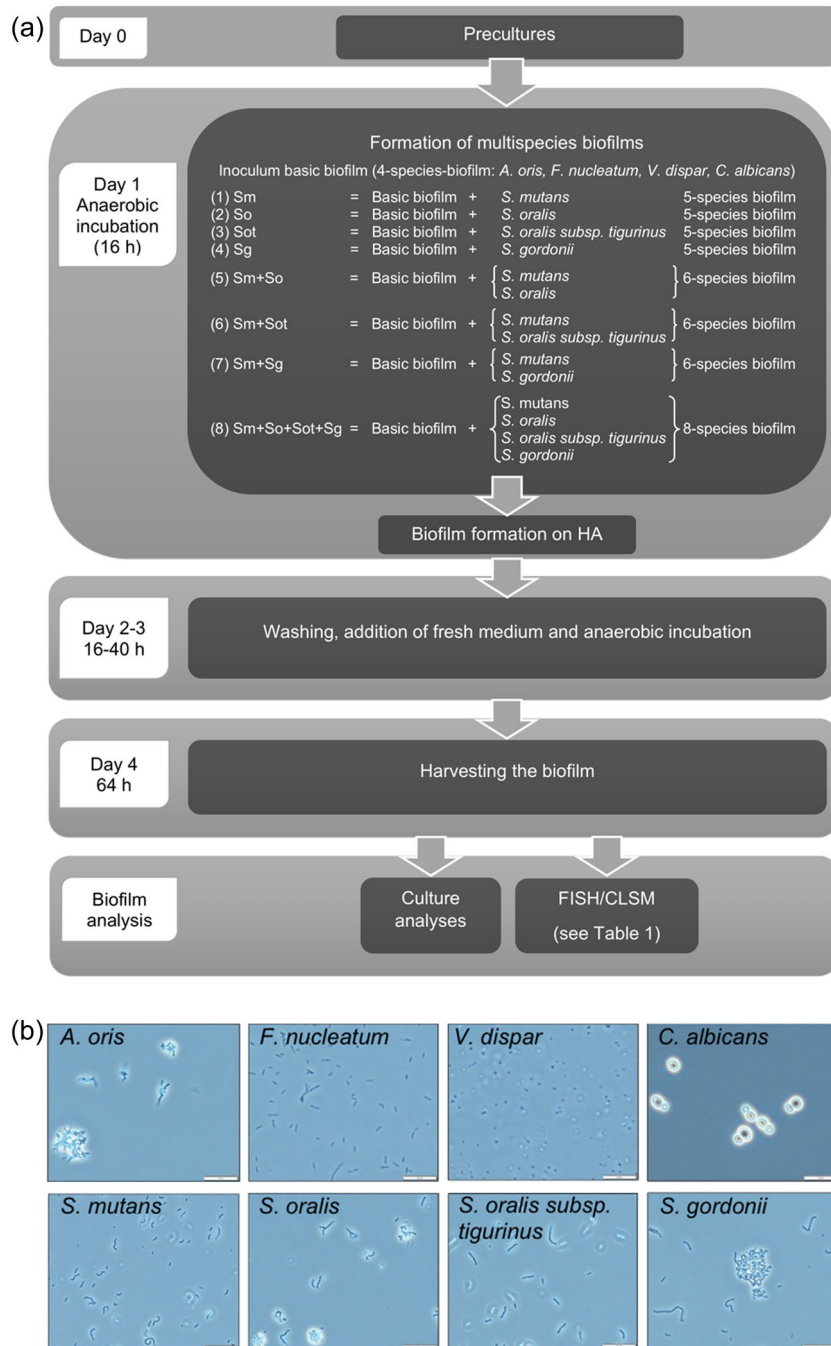 (a)
Day 0
Precultures
Day 1
Anaerobic
incubation
(16 h)
Formation of multispecies biofilms
Inoculum basic biofilm (4-species-biofilm: A. oris, F. nucleatum, V. dispar, C. albicans)
(1) Sm = Basic biofilm + S. mutans 5-species biofilm
(2) So = Basic biofilm + S. oralis 5-species biofilm
(3) Sot = Basic biofilm + S. oralis subsp. tigurinus 5-species biofilm
(4) Sg = Basic biofilm + S. gordonii 5-species biofilm
(5) Sm+So = Basic biofilm + { S. mutans
S. oralis } 6-species biofilm
(6) Sm+Sot = Basic biofilm + { S. mutans
S. oralis subsp. tigurinus } 6-species biofilm
(7) Sm+Sg = Basic biofilm + { S. mutans
S. gordonii } 6-species biofilm
(8) Sm+So+Sot+Sg = Basic biofilm + { S. mutans
S. oralis
S. oralis subsp. tigurinus
S. gordonii } 8-species biofilm
Biofilm formation on HA
Day 2-3
16-40 h
Washing, addition of fresh medium and anaerobic incubation
Day 4
64 h
Harvesting the biofilm
Biofilm
analysis
Culture
analyses
FISH/CLSM
(see Table 1)
(b)
A. oris
F. nucleatum
V. dispar
C. albicans
S. mutans
S. oralis
S. oralis subsp.
tigurinus
S. gordonii